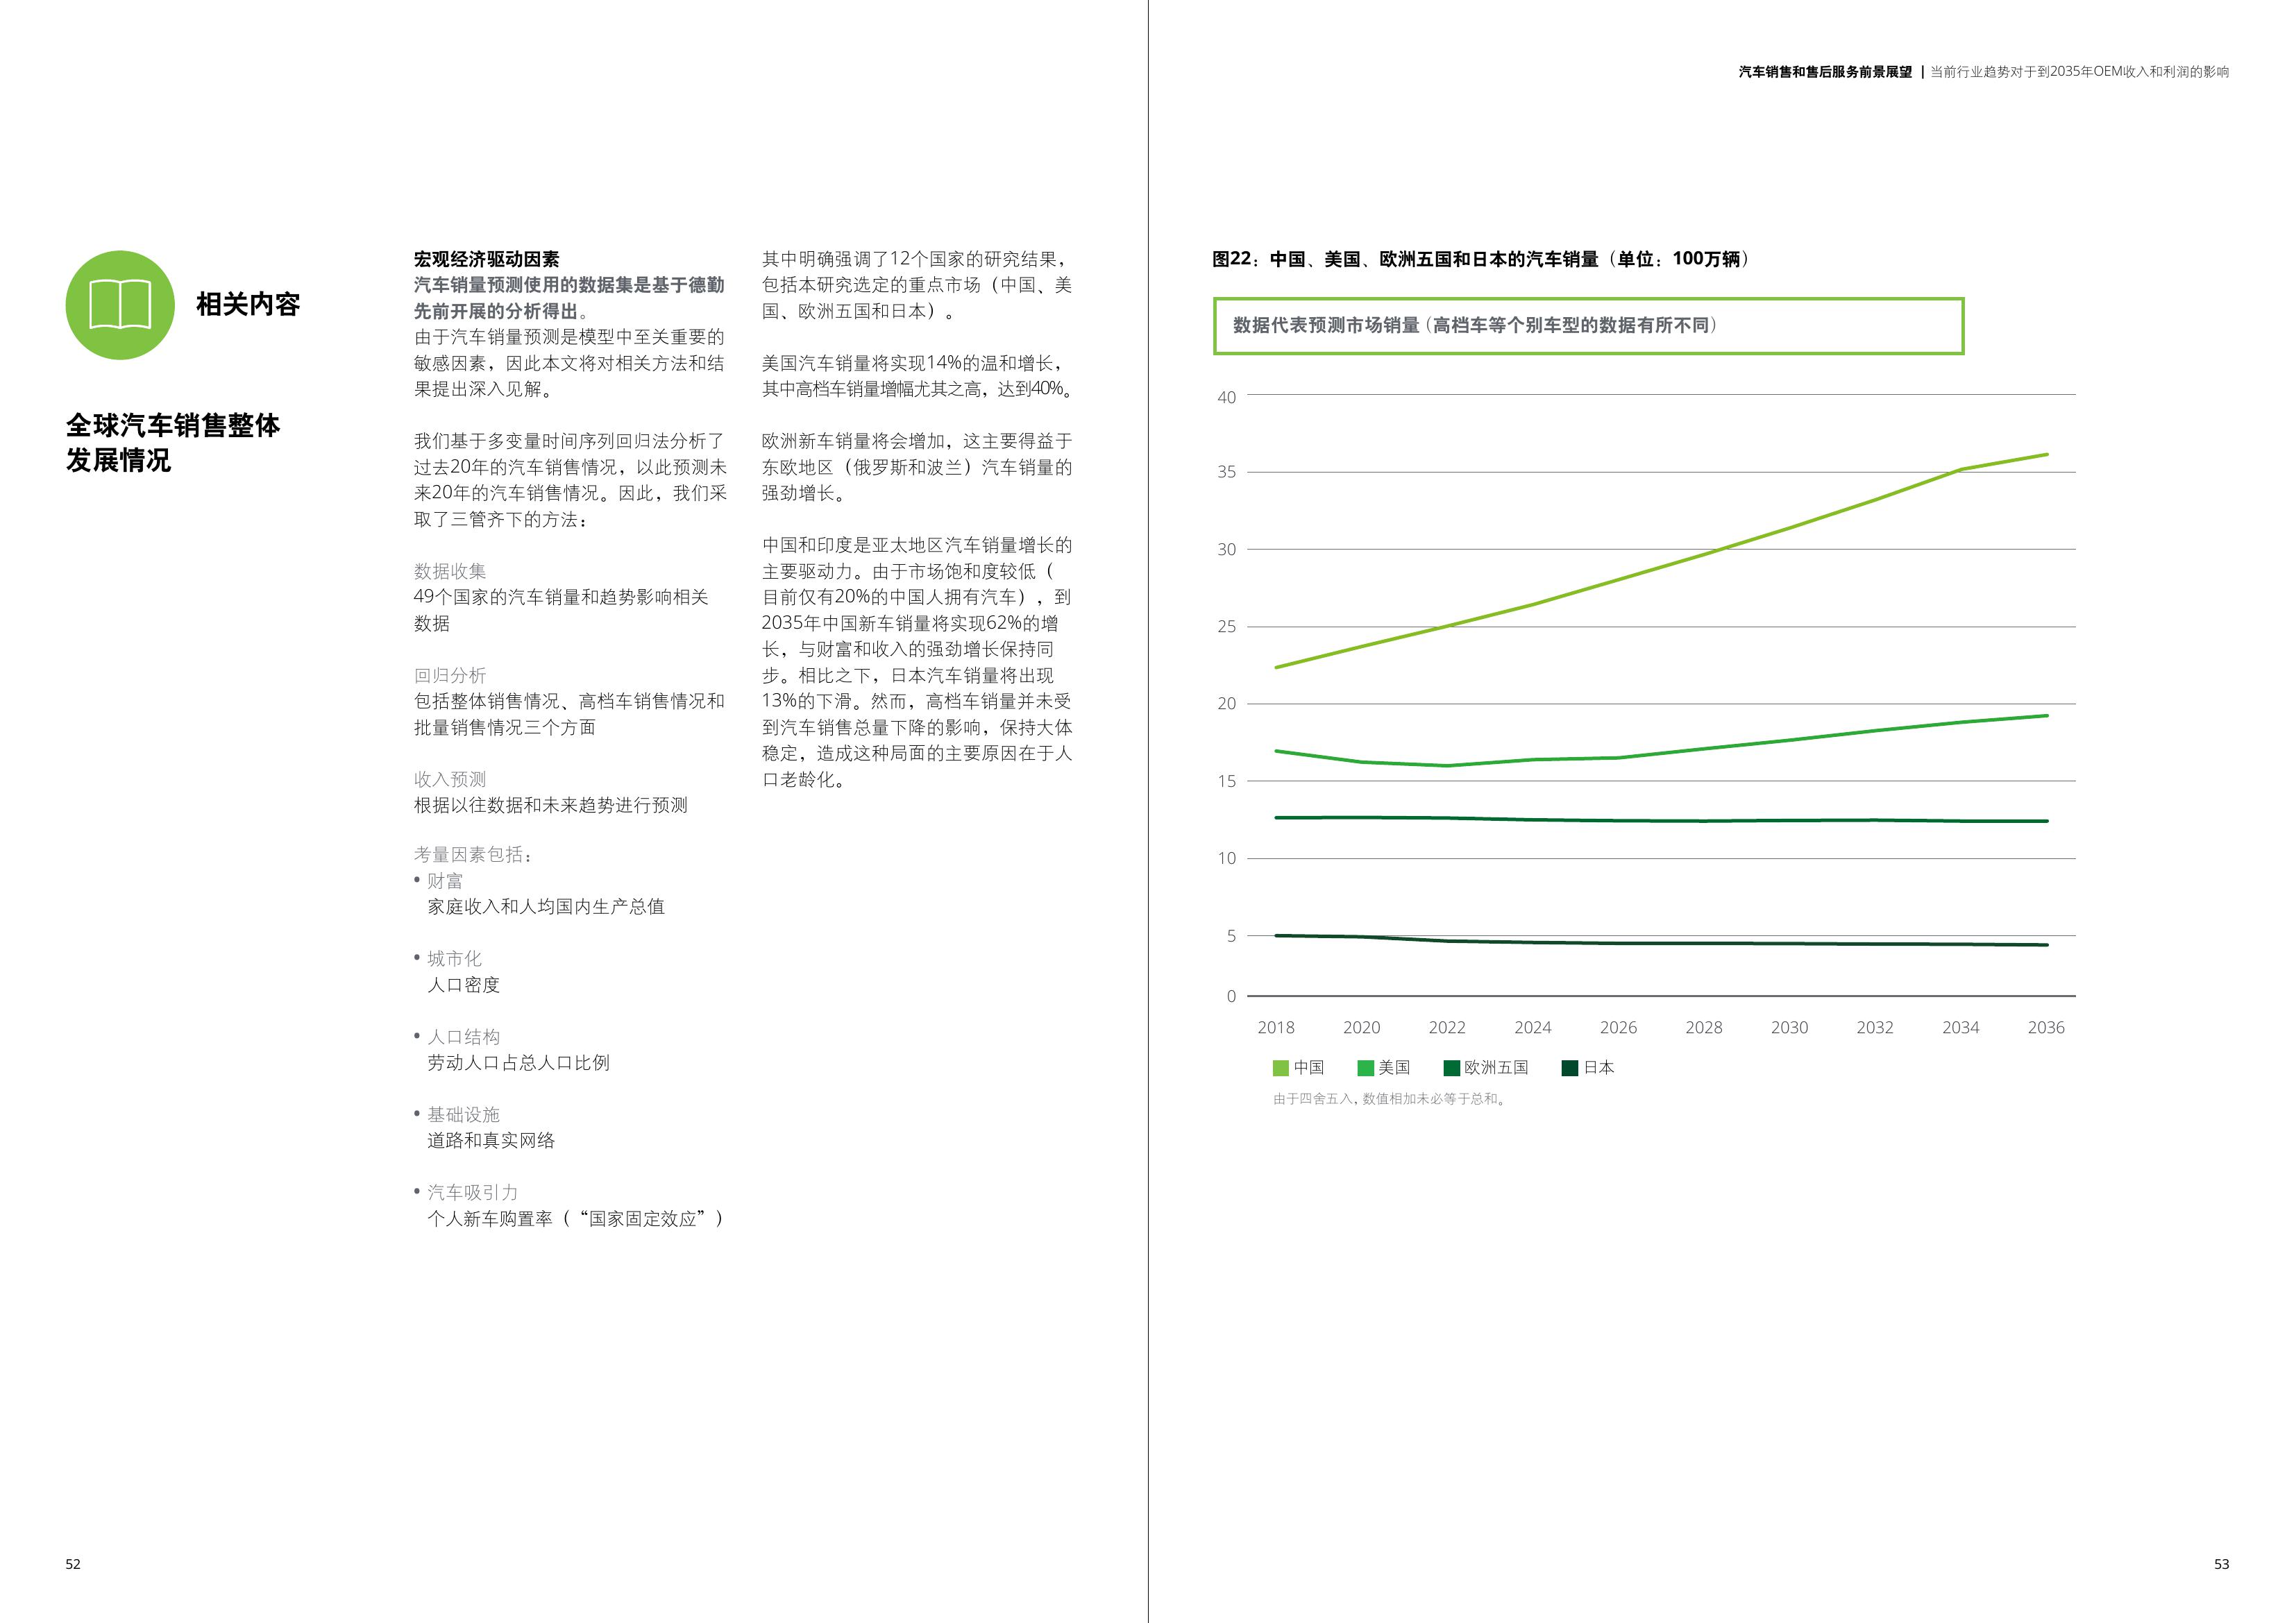 汽车销售和售后服务前景展望 | 当前行业趋势对于到2035年OEM收入和利润的影响
相关内容
全球汽车销售整体
发展情况
宏观经济驱动因素
汽车销量预测使用的数据集是基于德勤
先前开展的分析得出。
由于汽车销量预测是模型中至关重要的
敏感因素，因此本文将对相关方法和结
果提出深入见解。
我们基于多变量时间序列回归法分析了
过去20年的汽车销售情况，以此预测未
来20年的汽车销售情况。因此，我们采
取了三管齐下的方法：
数据收集
49个国家的汽车销量和趋势影响相关
数据
回归分析
包括整体销售情况、高档车销售情况和
批量销售情况三个方面
收入预测
根据以往数据和未来趋势进行预测
考量因素包括：
• 财富
家庭收入和人均国内生产总值
• 城市化
人口密度
• 人口结构
劳动人口占总人口比例
• 基础设施
道路和真实网络
• 汽车吸引力
个人新车购置率（“国家固定效应”）
其中明确强调了12个国家的研究结果，
包括本研究选定的重点市场（中国、美
国、欧洲五国和日本）。
美国汽车销量将实现14%的温和增长，
其中高档车销量增幅尤其之高，达到40%。
欧洲新车销量将会增加，这主要得益于
东欧地区（俄罗斯和波兰）汽车销量的
强劲增长。
中国和印度是亚太地区汽车销量增长的
主要驱动力。由于市场饱和度较低（
目前仅有20%的中国人拥有汽车），到
2035年中国新车销量将实现62%的增
长，与财富和收入的强劲增长保持同
步。相比之下，日本汽车销量将出现
13%的下滑。然而，高档车销量并未受
到汽车销售总量下降的影响，保持大体
稳定，造成这种局面的主要原因在于人
口老龄化。
图22：中国、美国、欧洲五国和日本的汽车销量（单位：100万辆）
数据代表预测市场销量（高档车等个别车型的数据有所不同）
40
35
30
25
20
15
10
5
0
2018 2020 2022 2024 2026 2028 2030 2032 2034 2036
中国 美国 欧洲五国 日本
由于四舍五入，数值相加未必等于总和。
52
53